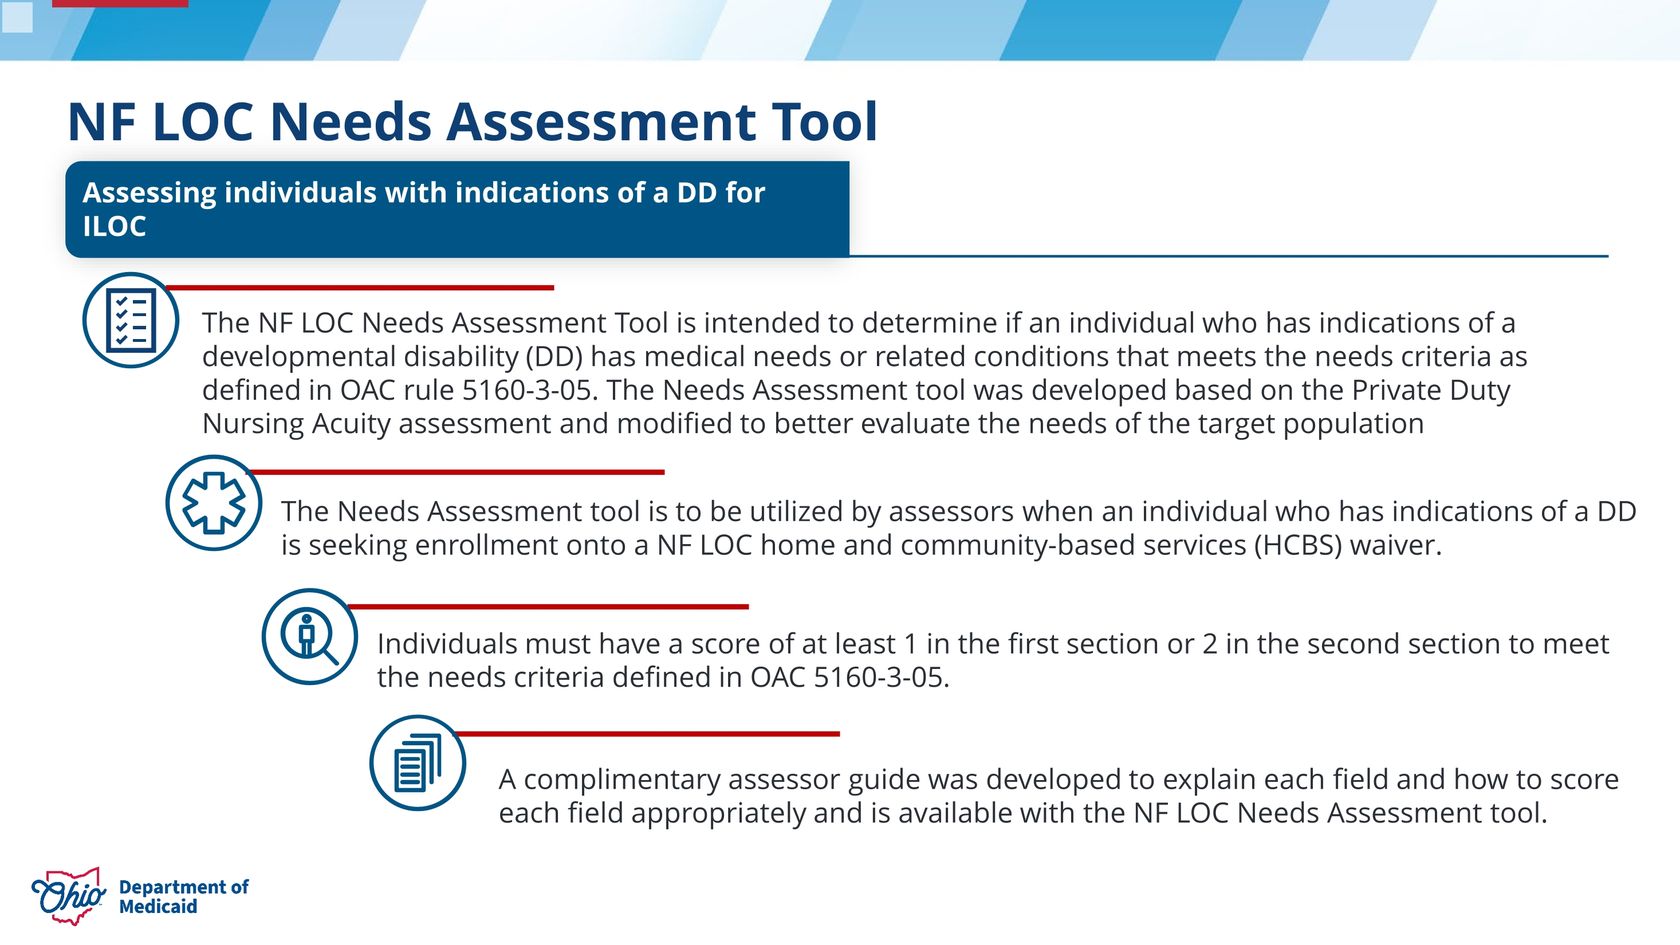 NF LOC Needs Assessment Tool
Assessing individuals with indications of a DD for
ILOC
The NF LOC Needs Assessment Tool is intended to determine if an individual who has indications of a
developmental disability (DD) has medical needs or related conditions that meets the needs criteria as
defined in OAC rule 5160-3-05. The Needs Assessment tool was developed based on the Private Duty
Nursing Acuity assessment and modified to better evaluate the needs of the target population
The Needs Assessment tool is to be utilized by assessors when an individual who has indications of a DD
is seeking enrollment onto a NF LOC home and community-based services (HCBS) waiver.
Individuals must have a score of at least 1 in the first section or 2 in the second section to meet
the needs criteria defined in OAC 5160-3-05.
A complimentary assessor guide was developed to explain each field and how to score
each field appropriately and is available with the NF LOC Needs Assessment tool.
Ohio
Department of
Medicaid